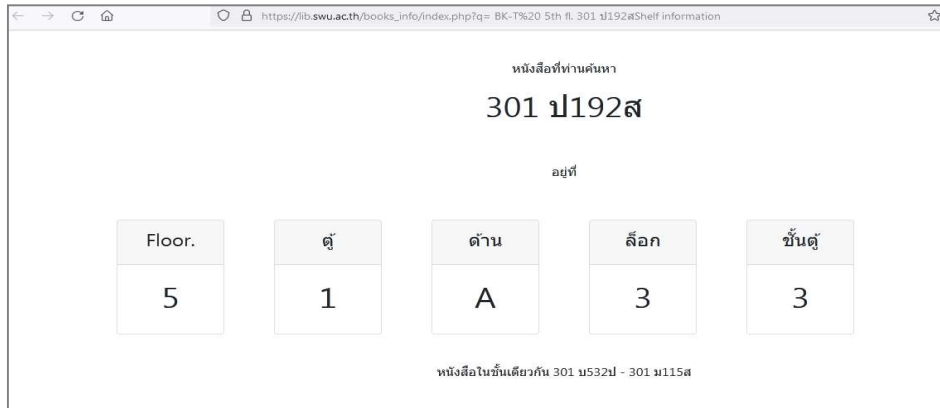 https://lib.swu.ac.th/books_info/index.php?q= BK-T%20 5th fl. 301 ป192สShelf information
หนังสือที่ท่านค้นหา
301 ป192ส
อยู่ที่
Floor. ตู้ ด้าน ล็อก ชั้นตู้
5 1 A 3 3
หนังสือในชั้นเดียวกัน 301 บ532ป - 301 ม115ส